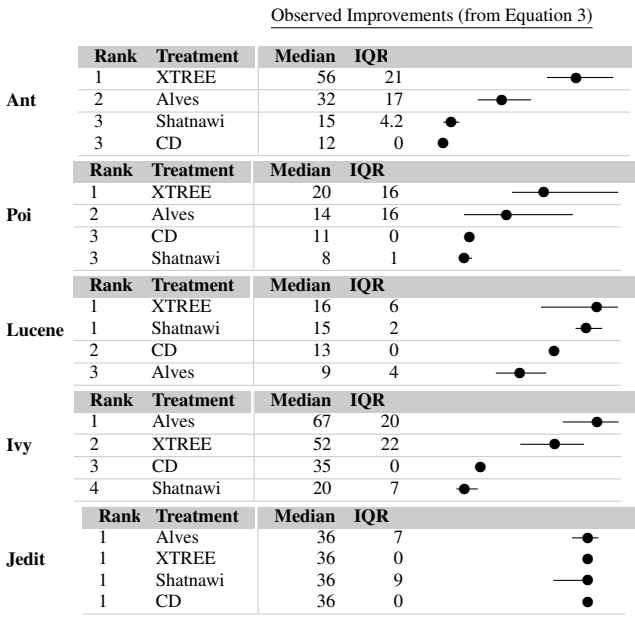 Observed Improvements (from Equation 3)
Rank Treatment Median IQR
1 XTREE 56 21
Ant 2 Alves 32 17
3 Shatnawi 15 4.2
3 CD 12 0
Rank Treatment Median IQR
1 XTREE 20 16
Poi 2 Alves 14 16
3 CD 11 0
3 Shatnawi 8 1
Rank Treatment Median IQR
1 XTREE 16 6
Lucene 1 Shatnawi 15 2
2 CD 13 0
3 Alves 9 4
Rank Treatment Median IQR
1 Alves 67 20
Ivy 2 XTREE 52 22
3 CD 35 0
4 Shatnawi 20 7
Rank Treatment Median IQR
1 Alves 36 7
Jedit 1 XTREE 36 0
1 Shatnawi 36 9
1 CD 36 0